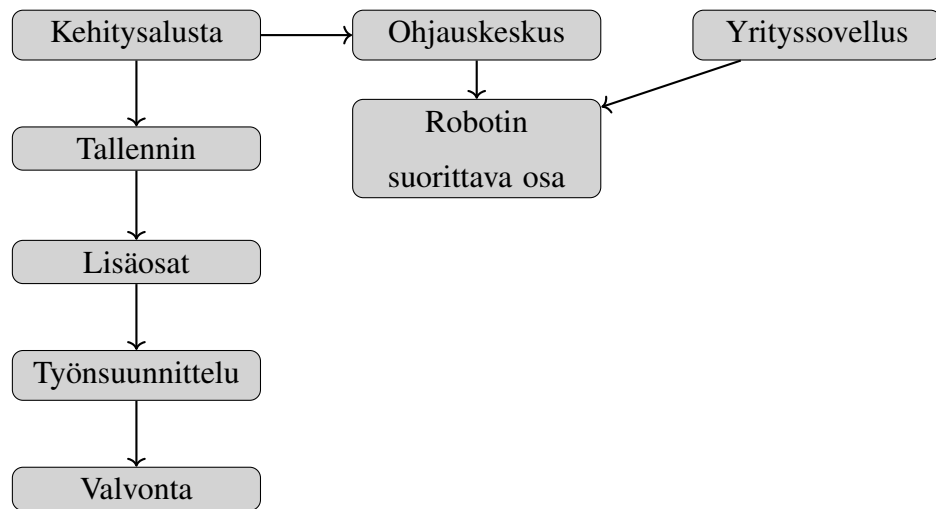 Kehitysalusta
Ohjauskeskus
Yrityssovellus
Robotin
suorittava osa
Tallennin
Lisäosat
Työnsuunnittelu
Valvonta